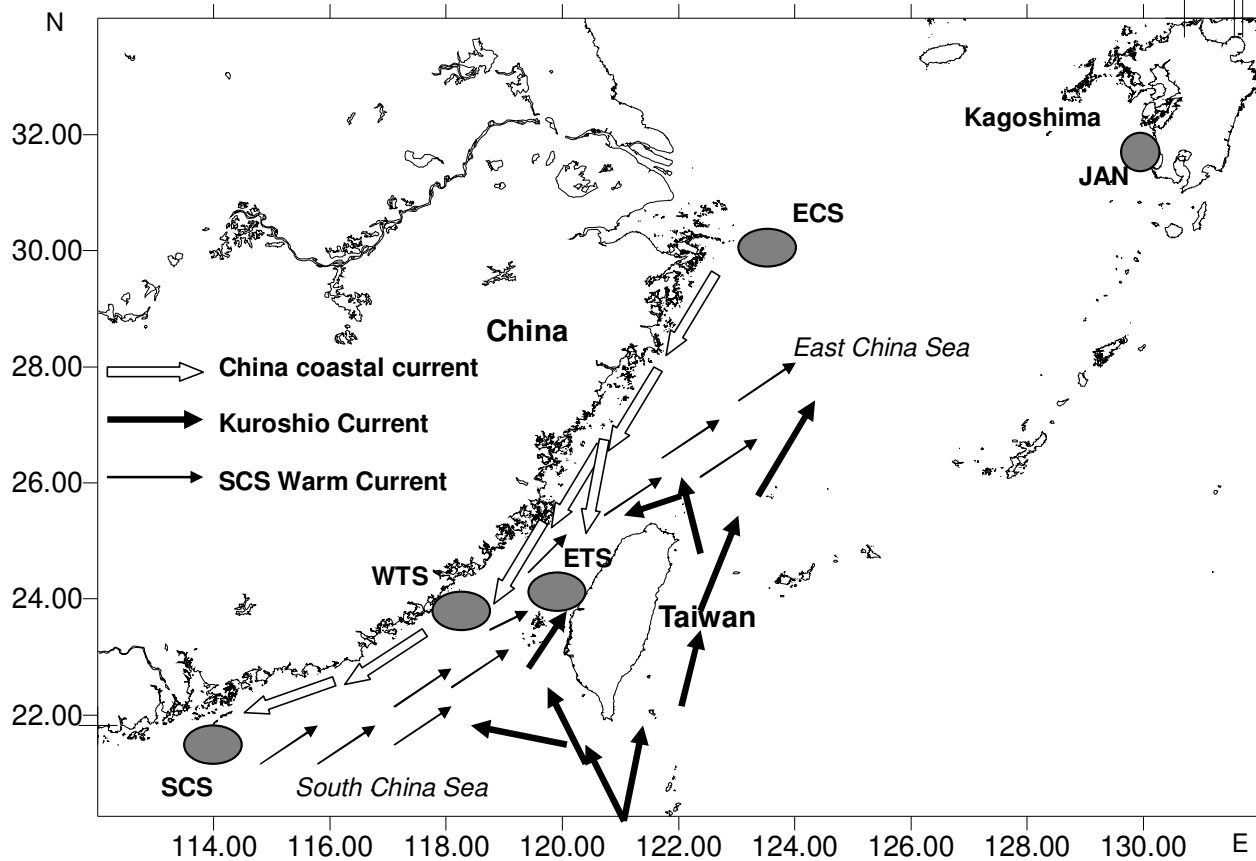 N
32.00
Kagoshima
JAN
ECS
30.00
China
East China Sea
28.00
China coastal current
Kuroshio Current
26.00
SCS Warm Current
ETS
WTS
24.00
Taiwan
22.00
SCS
South China Sea
114.00 116.00 118.00 120.00 122.00 124.00 126.00 128.00 130.00 E